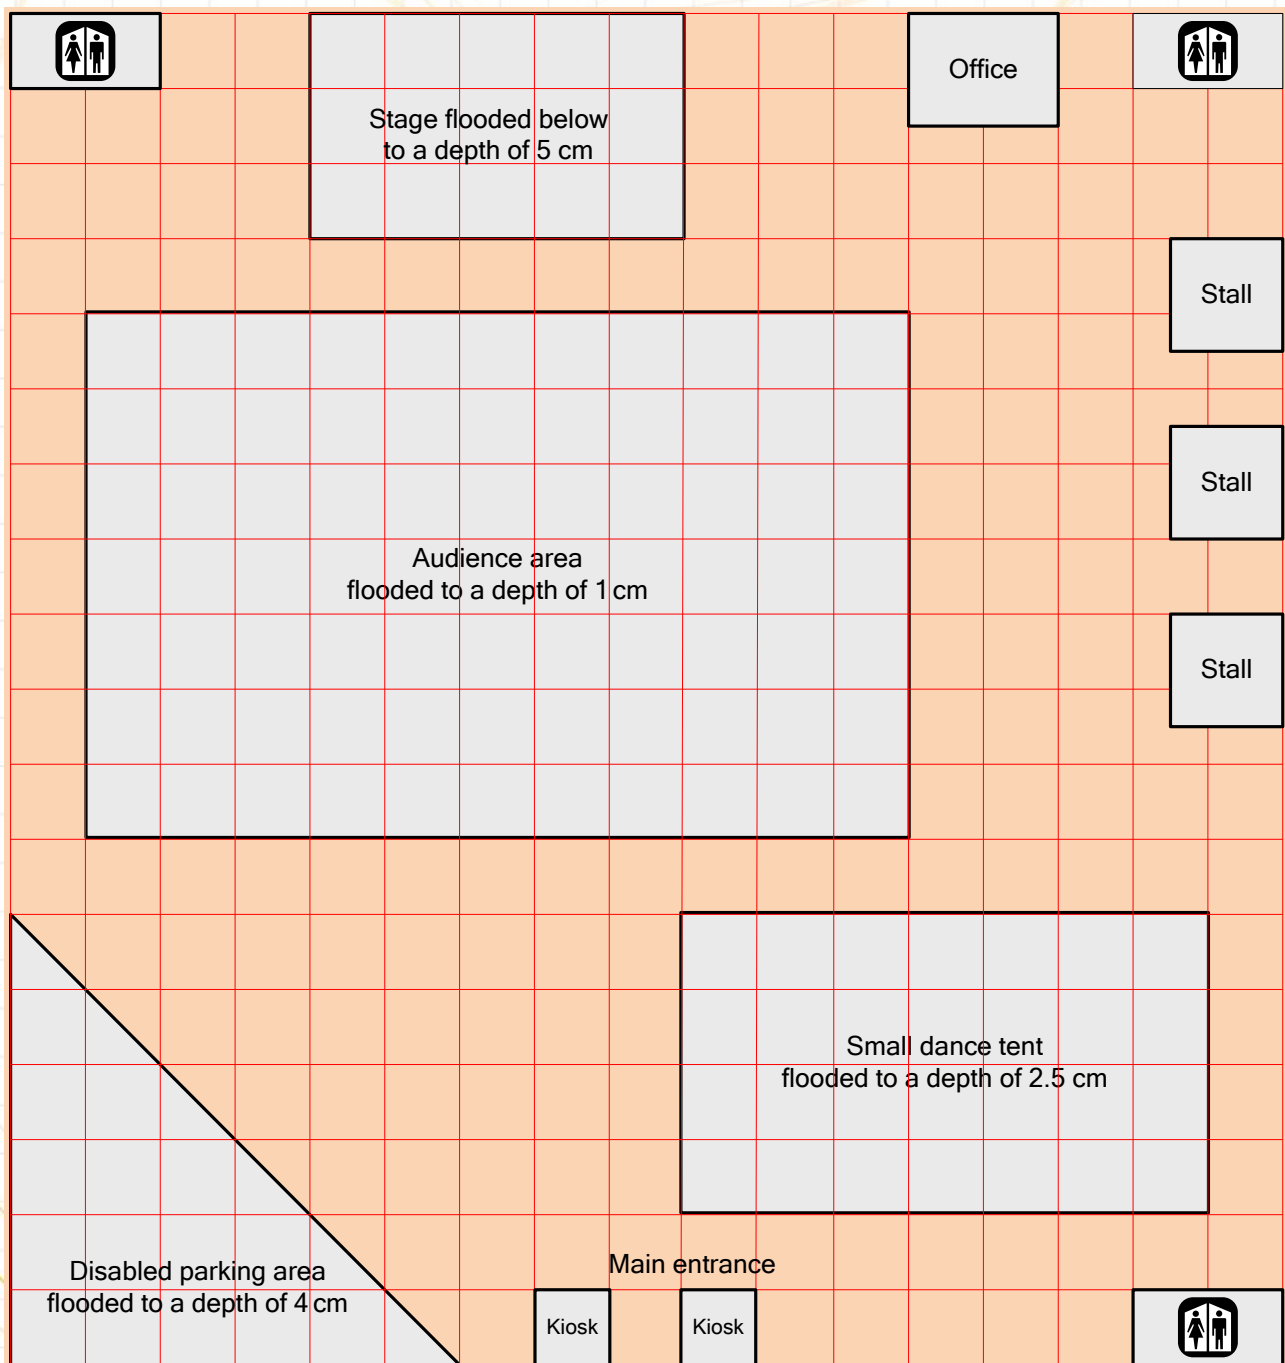 Office
Stage flooded below
to a depth of 5 cm
Stall
Stall
Audience area
flooded to a depth of 1 cm
Stall
Small dance tent
flooded to a depth of 2.5 cm
Main entrance
Disabled parking area
flooded to a depth of 4 cm
Kiosk
Kiosk